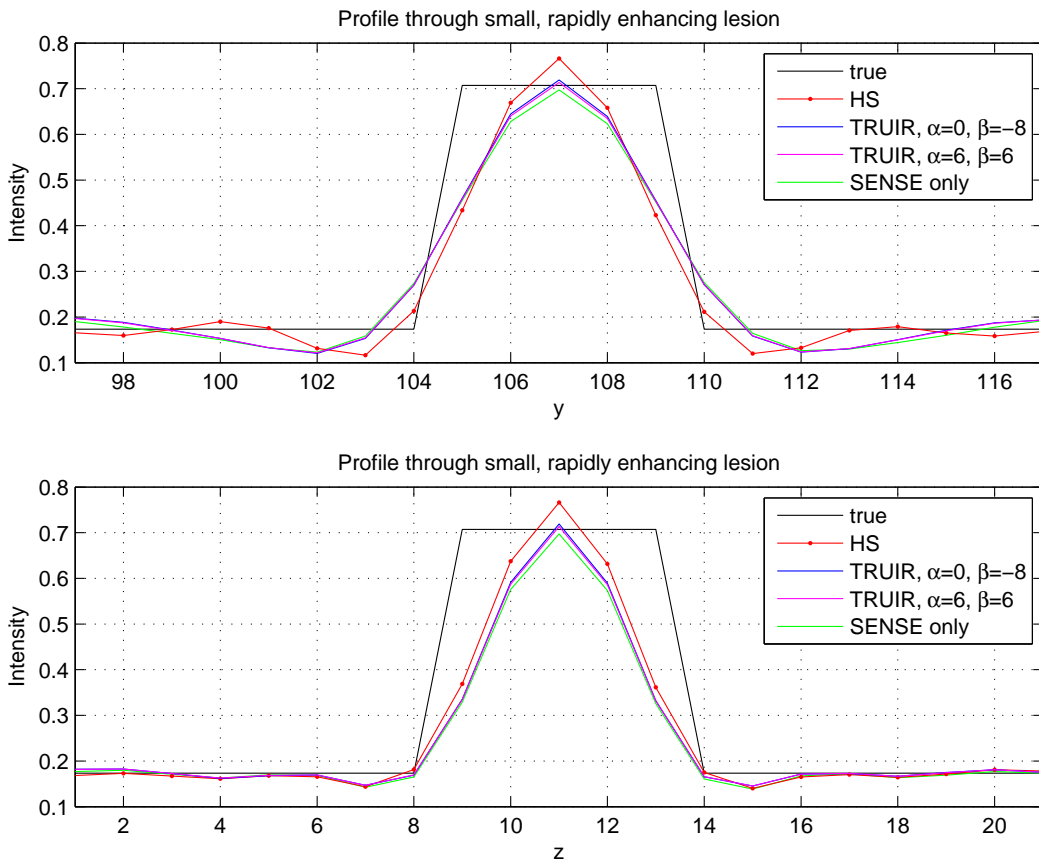 Profile through small, rapidly enhancing lesion
0.8
0.7
0.6
0.5
0.4
0.3
0.2
0.1
Intensity
true
HS
TRUIR, α=0, β=−8
TRUIR, α=6, β=6
SENSE only
98 100 102 104 106 108 110 112 114 116
y
Profile through small, rapidly enhancing lesion
0.8
0.7
0.6
0.5
0.4
0.3
0.2
0.1
Intensity
true
HS
TRUIR, α=0, β=−8
TRUIR, α=6, β=6
SENSE only
2 4 6 8 10 12 14 16 18 20
z